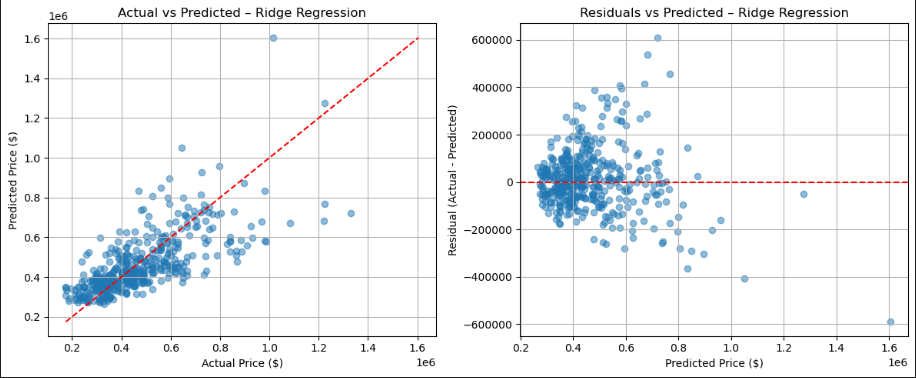 Actual vs Predicted – Ridge Regression
1e6
1.6
1.4
1.2
1.0
0.8
0.6
0.4
0.2
Predicted Price ($)
0.2 0.4 0.6 0.8 1.0 1.2 1.4 1.6
1e6
Actual Price ($)
Residuals vs Predicted – Ridge Regression
600000
400000
200000
0
−200000
−400000
−600000
Residual (Actual - Predicted)
0.2 0.4 0.6 0.8 1.0 1.2 1.4 1.6
1e6
Predicted Price ($)